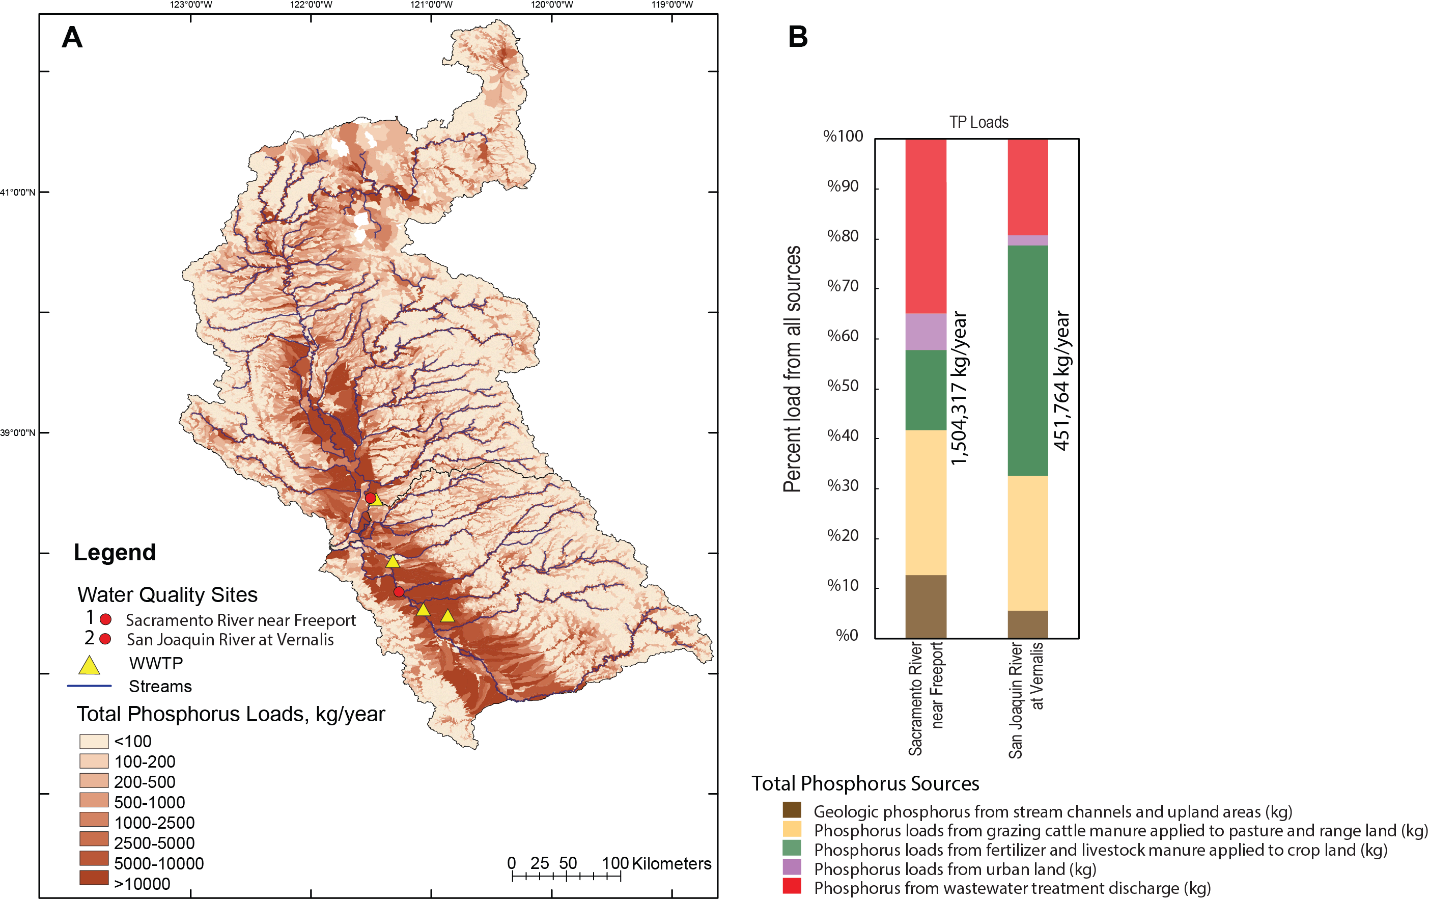 123°0'0"W 122°0'0"W 121°0'0"W 120°0'0"W 119°0'0"W
A
41°0'0"N
39°0'0"N
Legend
Water Quality Sites
1 Sacramento River near Freeport
2 San Joaquin River at Vernalis
WWTP
Streams
Total Phosphorus Loads, kg/year
<100
100-200
200-500
500-1000
1000-2500
2500-5000
5000-10000
>10000
0 25 50 100 Kilometers
B
TP Loads
Percent load from all sources
%100
%90
%80
%70
%60
%50
%40
%30
%20
%10
%0
1,504,317 kg/year
451,764 kg/year
Sacramento River
near Freeport
San Joaquin River
at Vernalis
Total Phosphorus Sources
Geologic phosphorus from stream channels and upland areas (kg)
Phosphorus loads from grazing cattle manure applied to pasture and range land (kg)
Phosphorus loads from fertilizer and livestock manure applied to crop land (kg)
Phosphorus loads from urban land (kg)
Phosphorus from wastewater treatment discharge (kg)